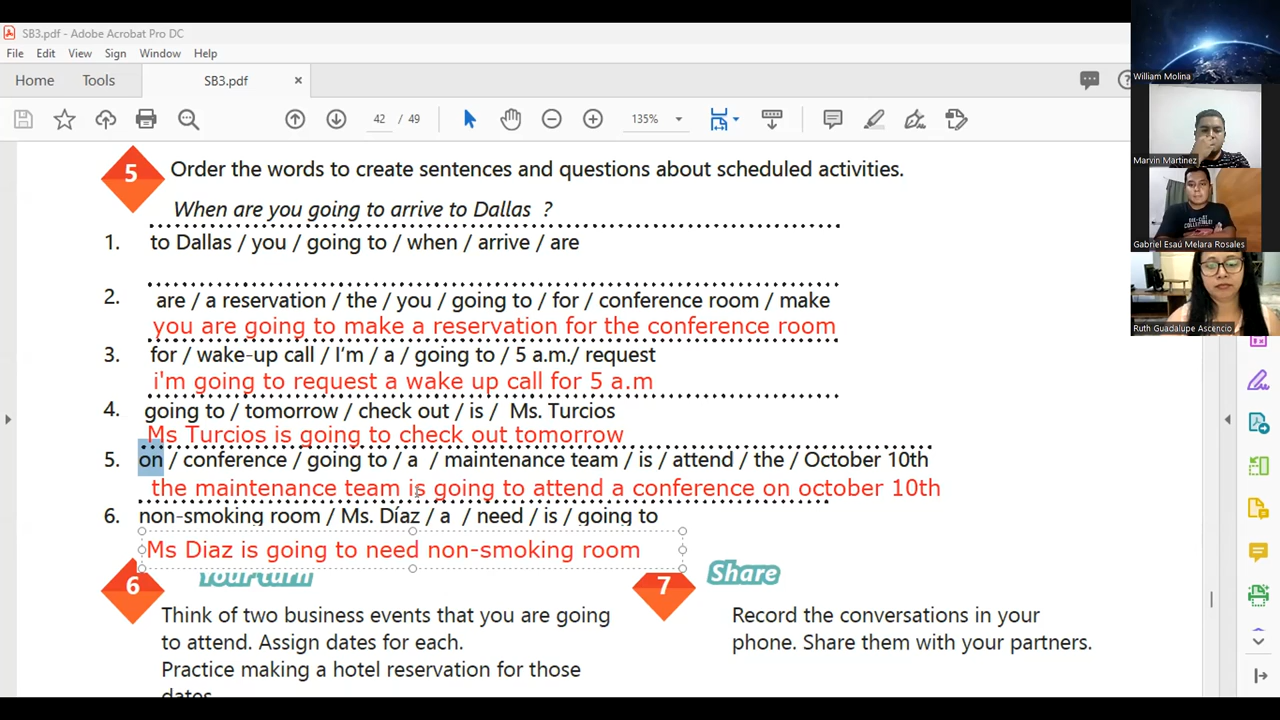 SB3.pdf - Adobe Acrobat Pro DC
File Edit View Sign Window Help
Home Tools SB3.pdf ×
42 / 49 135%
William Molina
Marvin Martinez
Gabriel Esaú Melara Rosales
Ruth Guadalupe Ascencio
5 Order the words to create sentences and questions about scheduled activities.
When are you going to arrive to Dallas ?
1. to Dallas / you / going to / when / arrive / are
2. are / a reservation / the / you / going to / for / conference room / make
you are going to make a reservation for the conference room
3. for / wake-up call / I'm / a / going to / 5 a.m./ request
i'm going to request a wake up call for 5 a.m
4. going to / tomorrow / check out / is / Ms. Turcios
Ms Turcios is going to check out tomorrow
5. on / conference / going to / a / maintenance team / is / attend / the / October 10th
the maintenance team is going to attend a conference on october 10th
6. non-smoking room / Ms. Díaz / a / need / is / going to
Ms Diaz is going to need non-smoking room
6 Your turn
7 Share
Think of two business events that you are going
to attend. Assign dates for each.
Practice making a hotel reservation for those
dates
Record the conversations in your
phone. Share them with your partners.